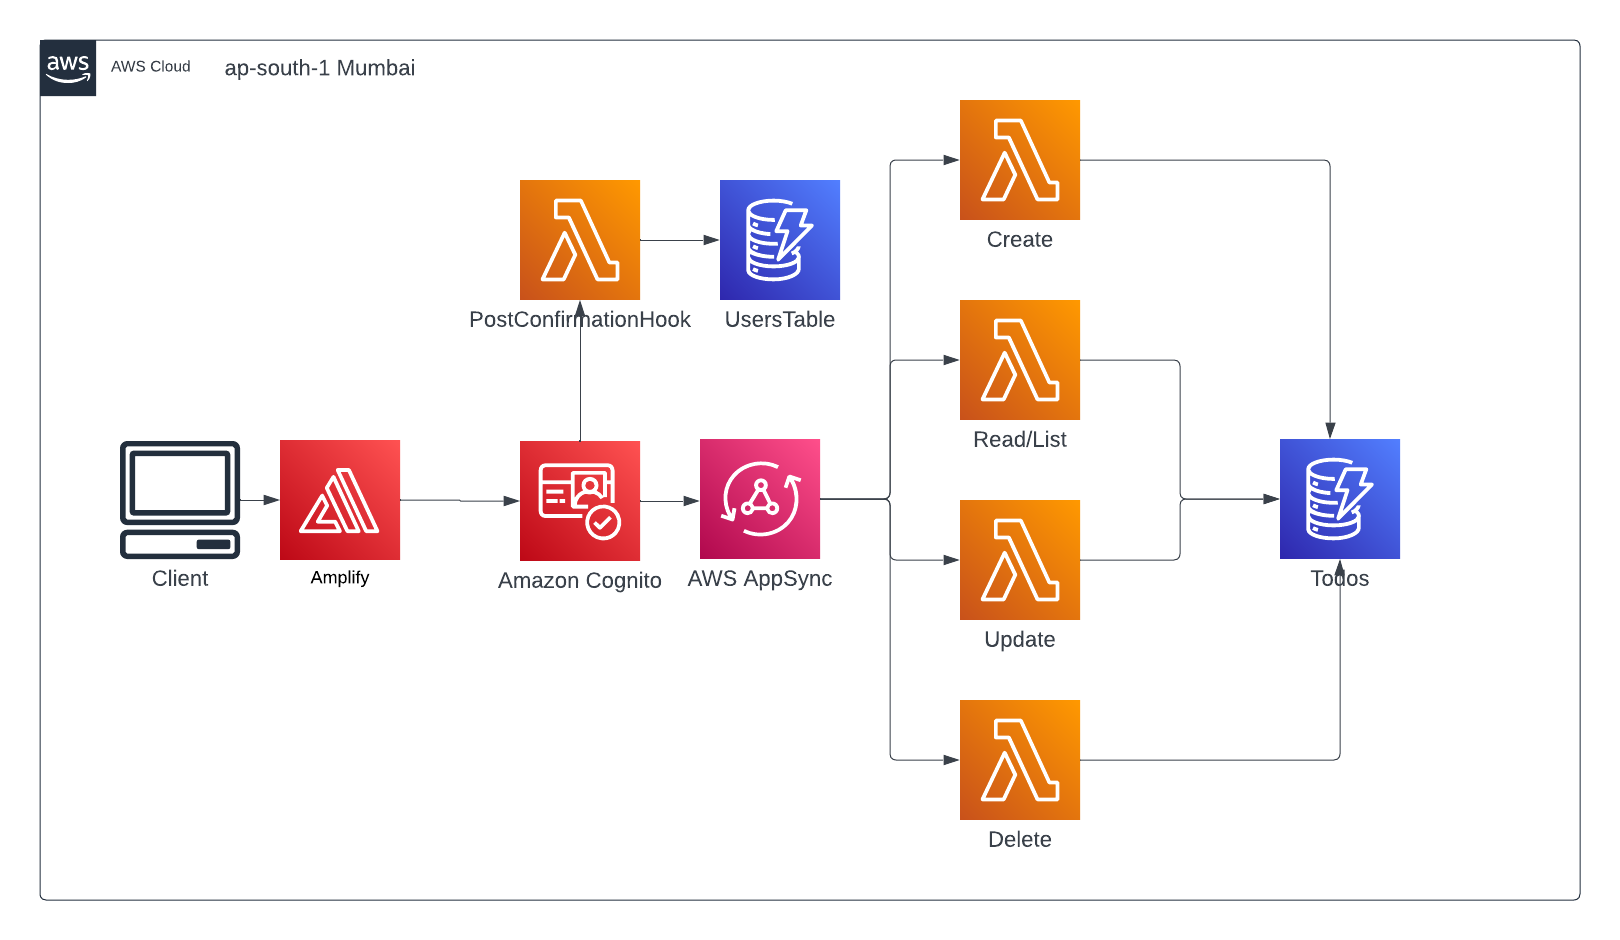 aws
AWS Cloud
ap-south-1 Mumbai
Create
PostConfirmationHook
UsersTable
Read/List
Client
Amplify
Amazon Cognito
AWS AppSync
Todos
Update
Delete